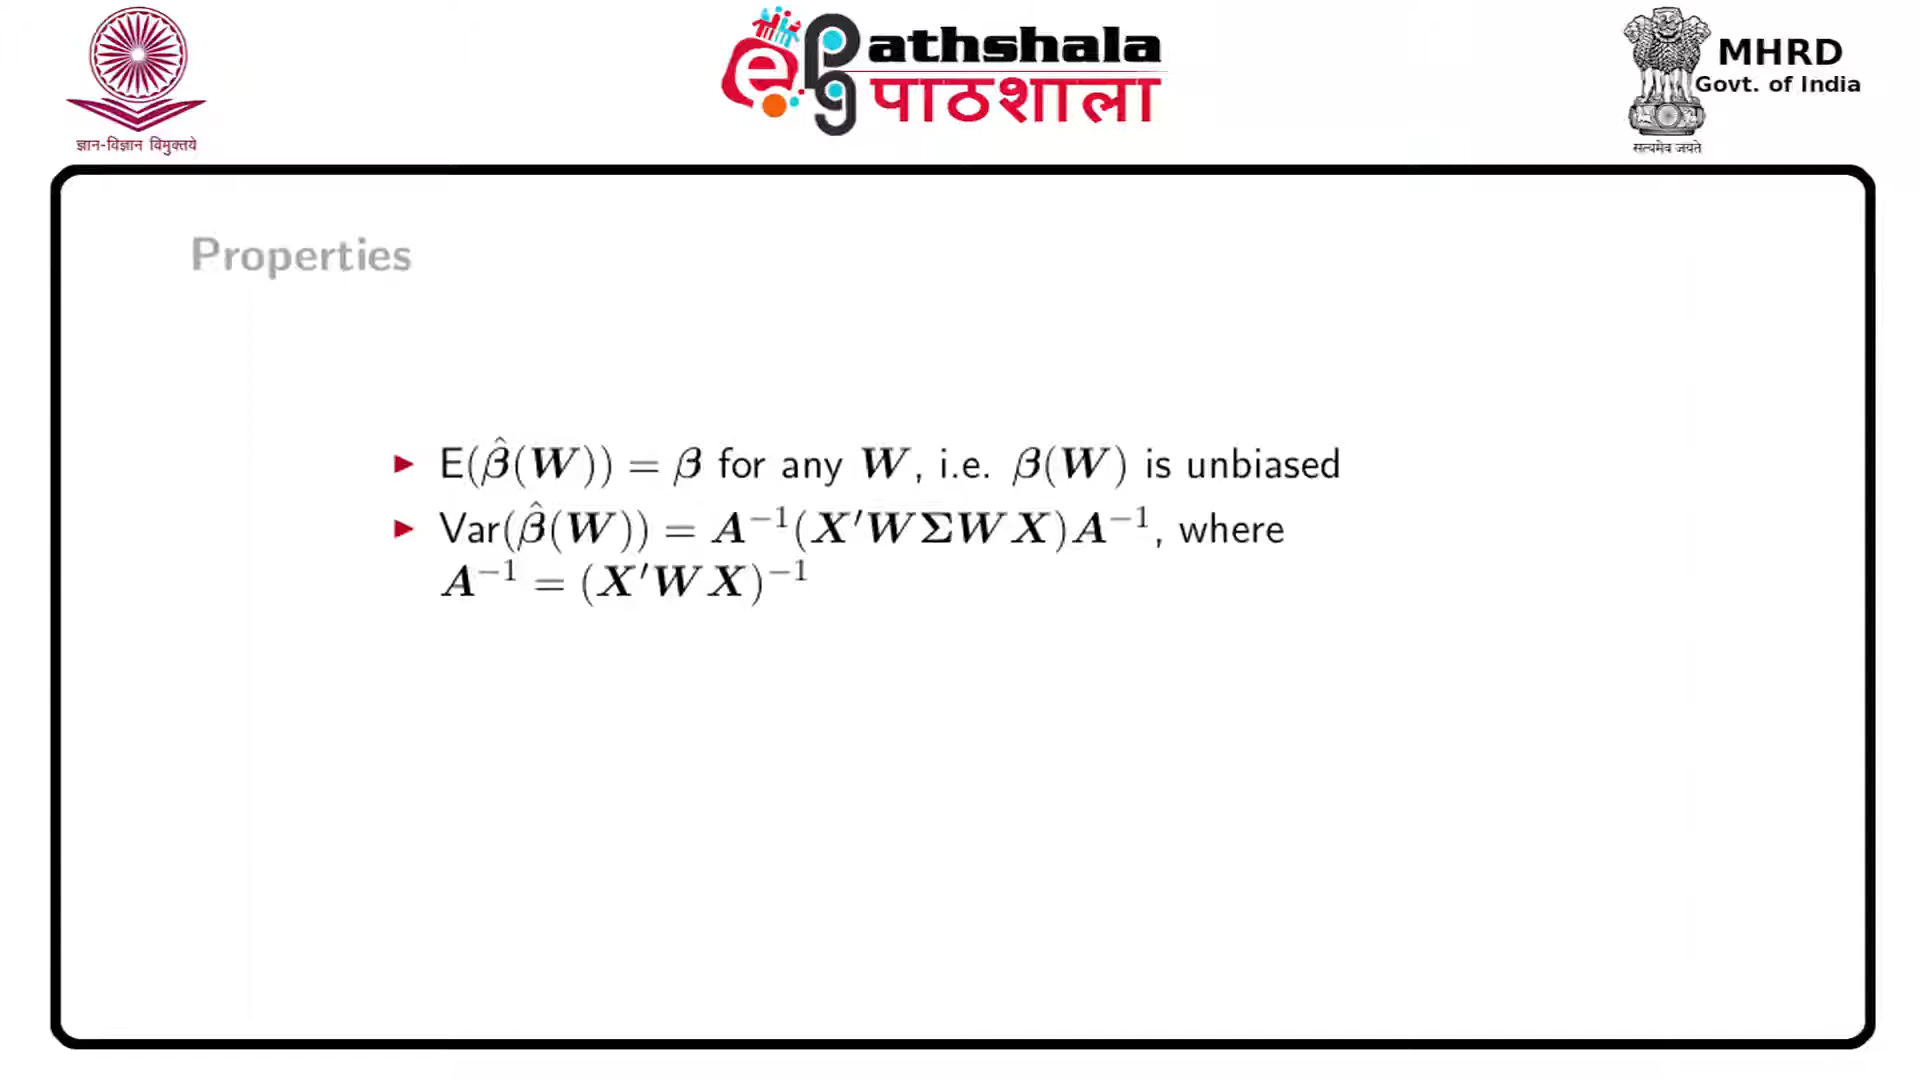 ज्ञान-विज्ञान विमुक्तये
ePG Pathshala
पाठशाला
MHRD
Govt. of India
सत्यमेव जयते
Properties
► E(β̂(W)) = β for any W, i.e. β(W) is unbiased
► Var(β̂(W)) = A⁻¹(X′WΣWX)A⁻¹, where
A⁻¹ = (X′WX)⁻¹